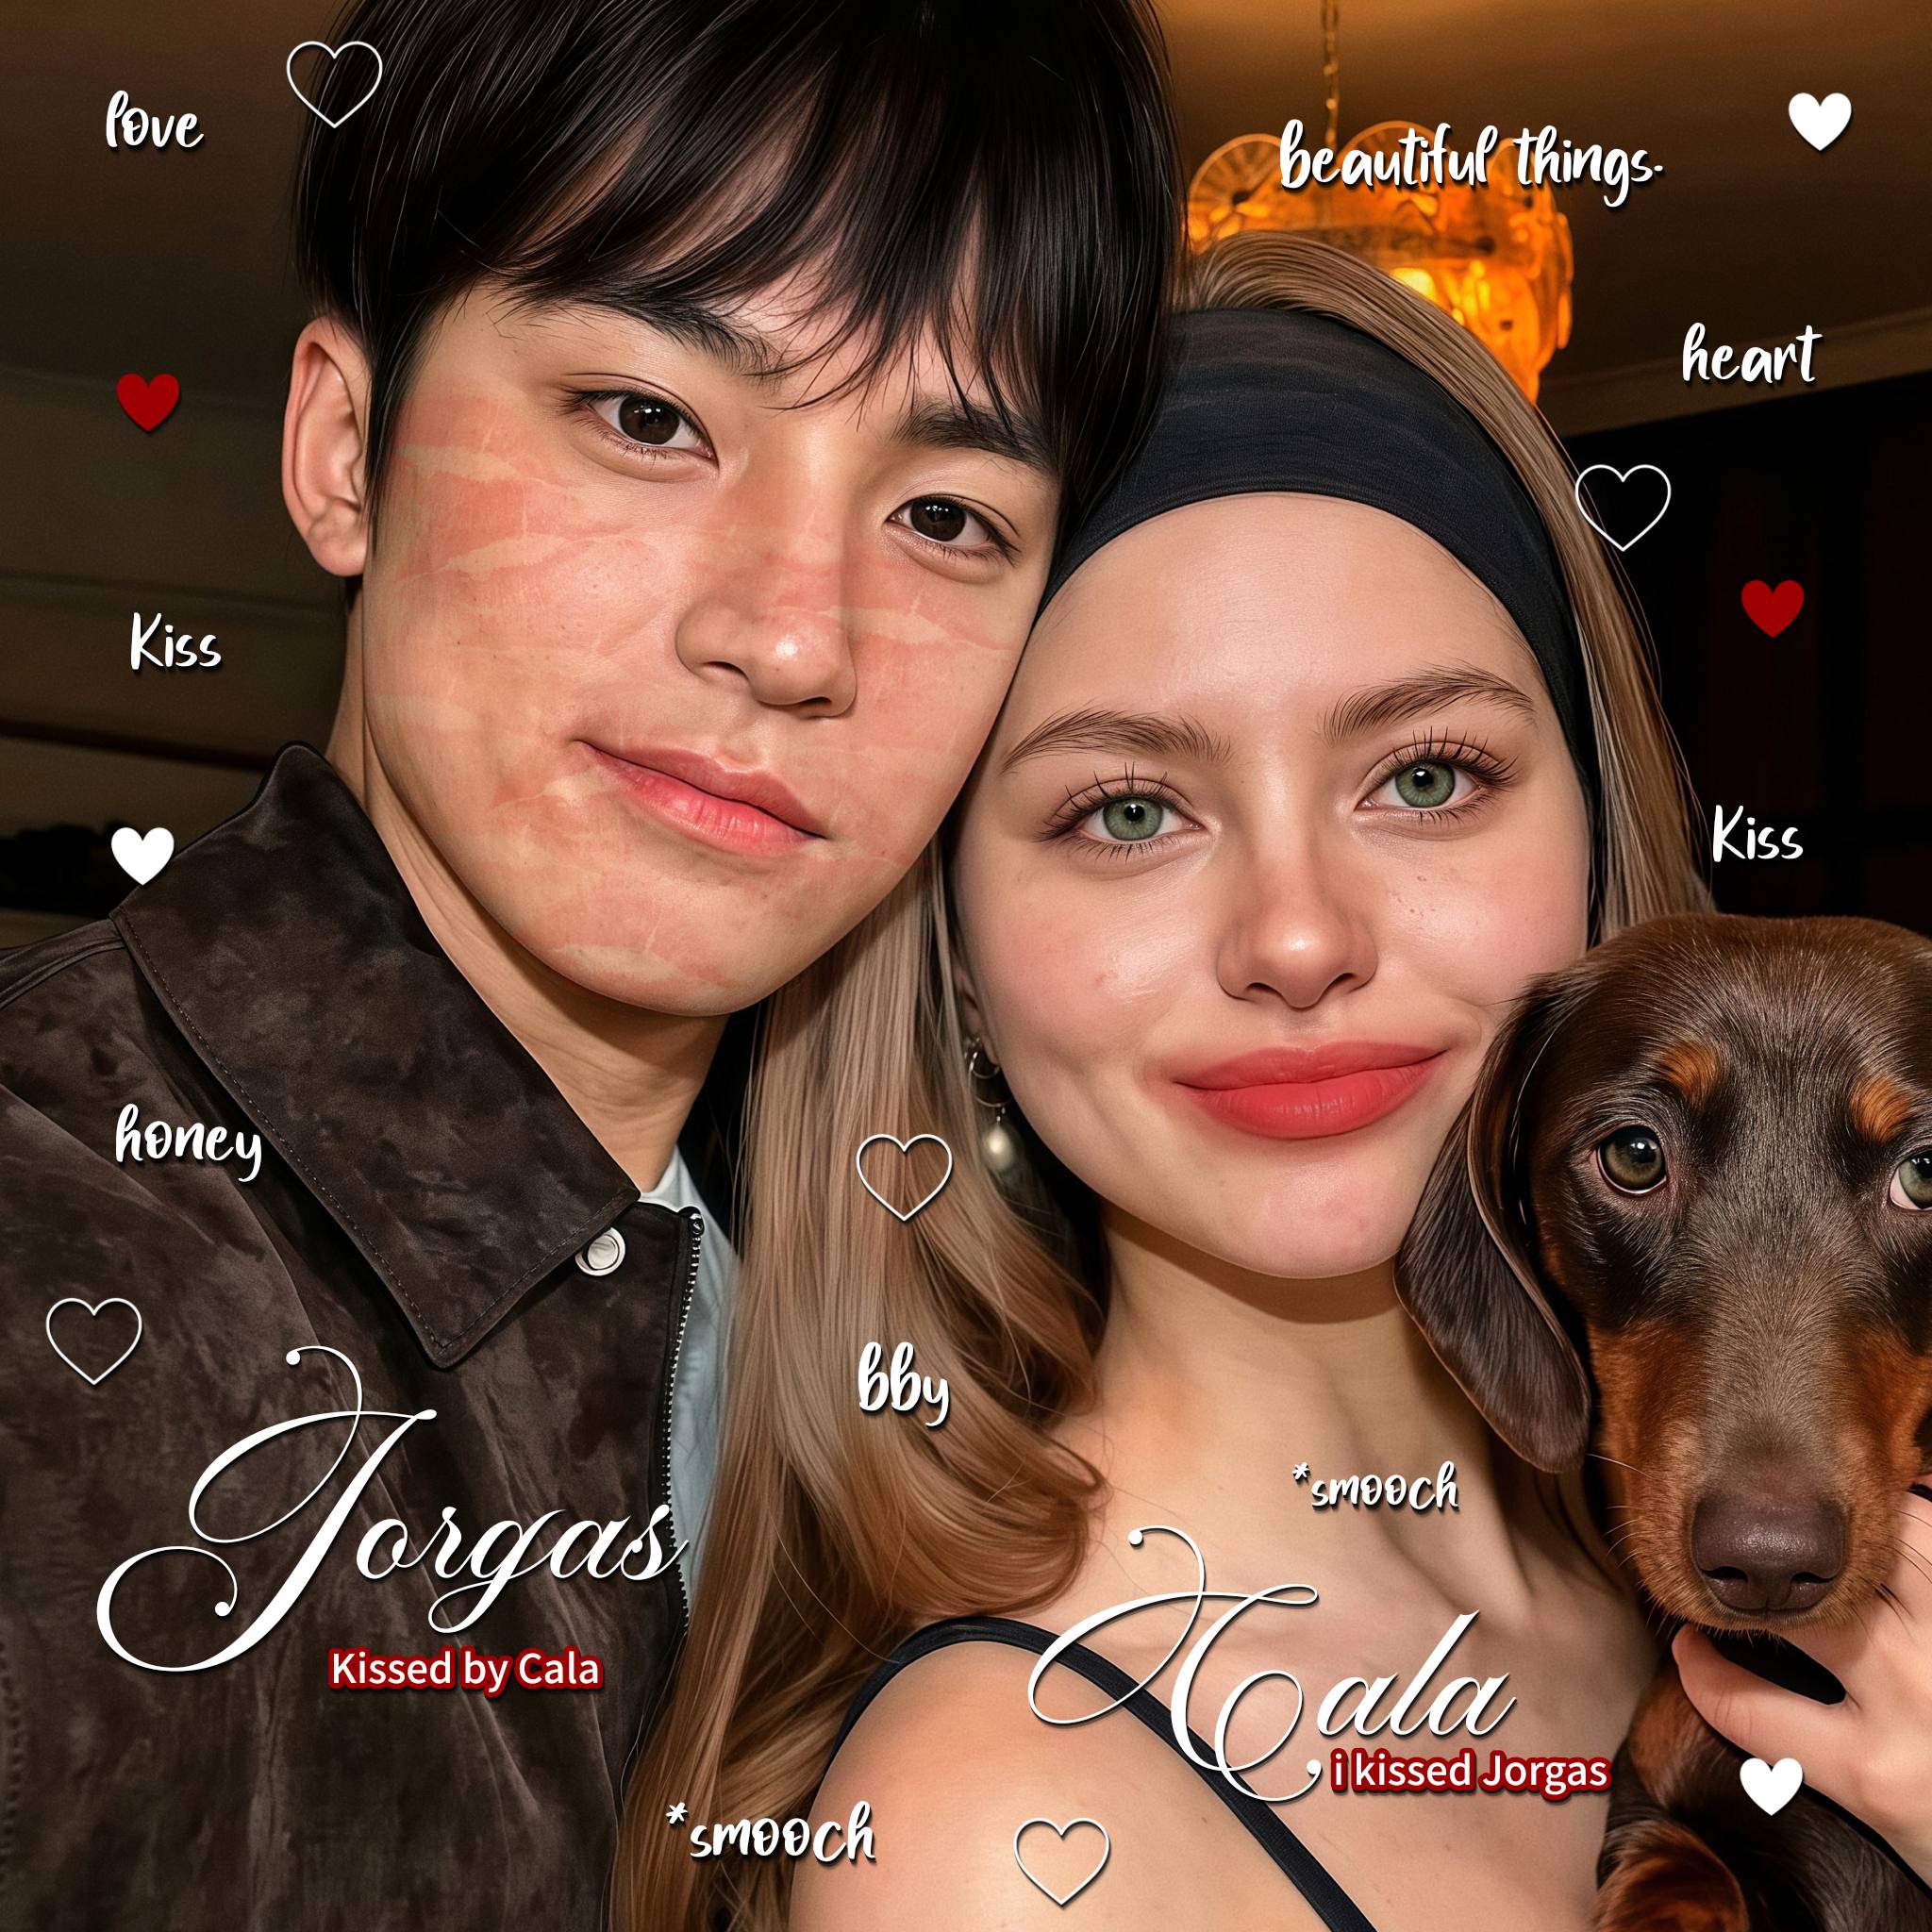 love
beautiful things.
heart
Kiss
Kiss
honey
bby
*smooch
Jorgas
Kissed by Cala
Cala
i kissed Jorgas
*smooch